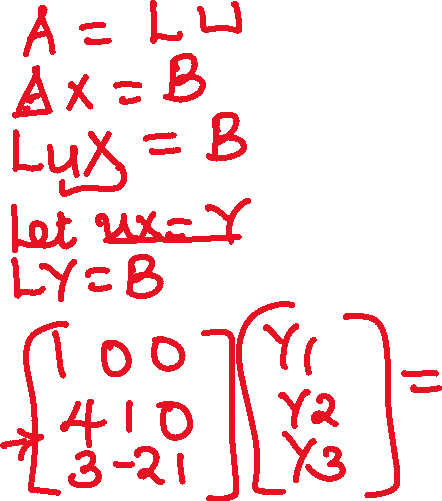 A = LU
AX = B
LUX = B
Let UX = Y
LY = B
[1 0 0] [Y1] =
[4 1 0] [Y2]
[3 -2 1] [Y3]